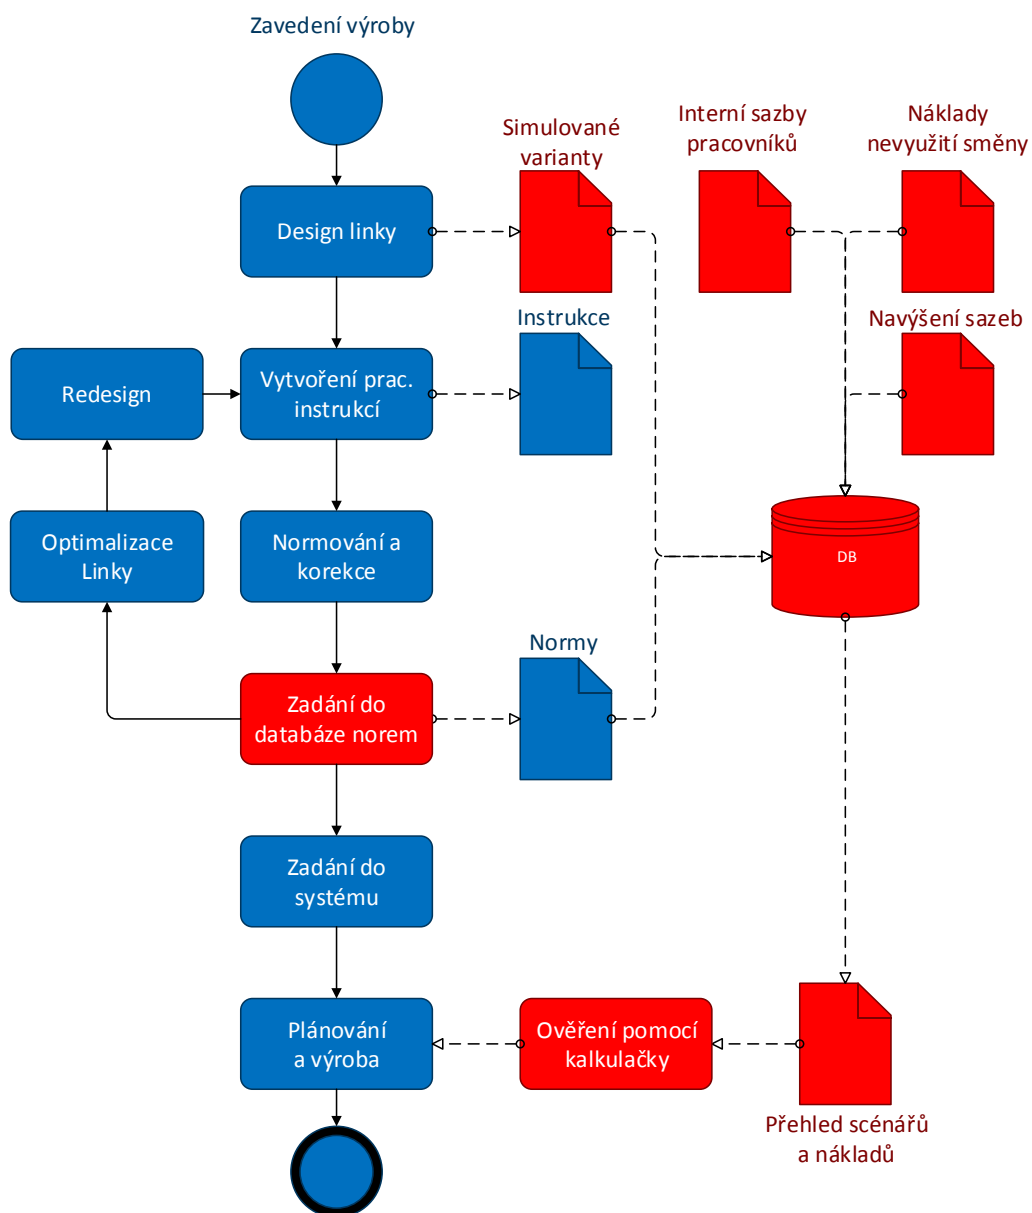 Zavedení výroby
Simulované
varianty
Interní sazby
pracovníků
Náklady
nevyužití směny
Design linky
Instrukce
Navýšení sazeb
Redesign
Vytvoření prac.
instrukcí
Optimalizace
Linky
Normování a
korekce
DB
Normy
Zadání do
databáze norem
Zadání do
systému
Plánování
a výroba
Ověření pomocí
kalkulačky
Přehled scénářů
a nákladů